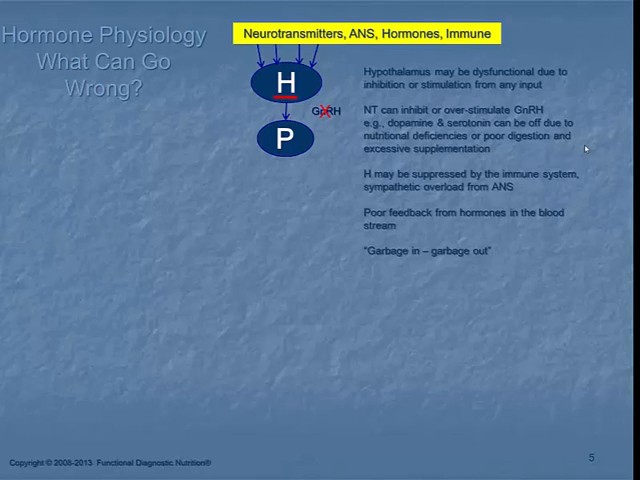 Hormone Physiology
What Can Go
Wrong?
Neurotransmitters, ANS, Hormones, Immune
H
GnRH
P
Hypothalamus may be dysfunctional due to
inhibition or stimulation from any input
NT can inhibit or over-stimulate GnRH
e.g., dopamine & serotonin can be off due to
nutritional deficiencies or poor digestion and
excessive supplementation
H may be suppressed by the immune system,
sympathetic overload from ANS
Poor feedback from hormones in the blood
stream
"Garbage in – garbage out"
Copyright © 2008-2013 Functional Diagnostic Nutrition®
5